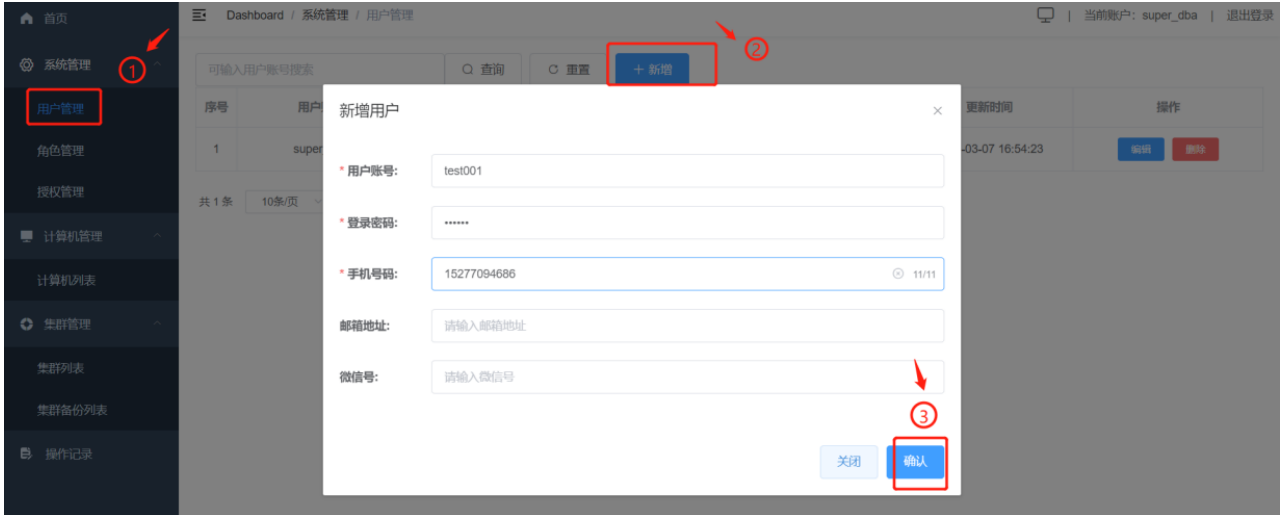 首页
Dashboard / 系统管理 / 用户管理
| 当前账户: super_dba | 退出登录
系统管理
用户管理
角色管理
授权管理
计算机管理
计算机列表
集群管理
集群列表
集群备份列表
操作记录
①
②
可输入用户账号搜索
查询
重置
+ 新增
序号
用户
更新时间
操作
1
super
-03-07 16:54:23
编辑
删除
共 1 条
10条/页
新增用户
* 用户账号:
test001
* 登录密码:
••••••
* 手机号码:
15277094686
11/11
邮箱地址:
请输入邮箱地址
微信号:
请输入微信号
③
关闭
确认